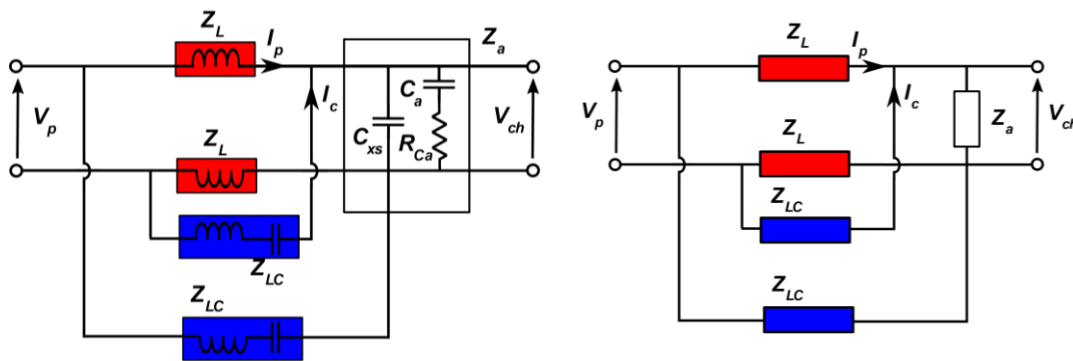 Z_L
I_p
Z_a
C_a
I_c
V_p
C_xs
R_Ca
V_ch
Z_L
Z_LC
Z_LC
Z_L
I_p
I_c
V_p
Z_a
V_ch
Z_L
Z_LC
Z_LC